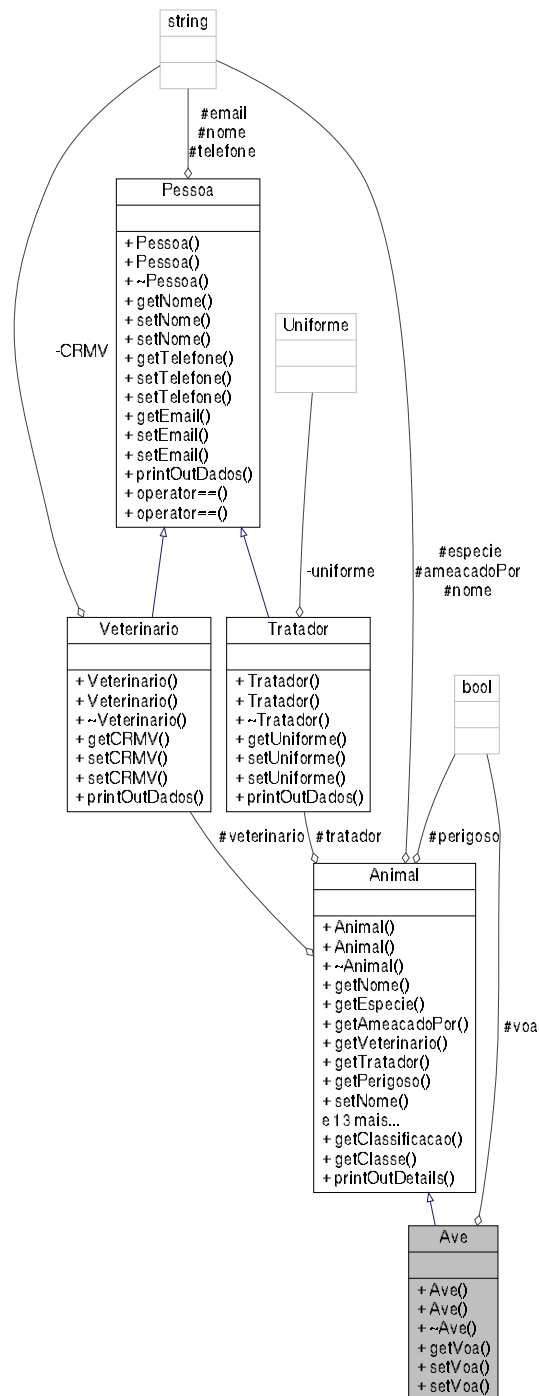 string
#email
#nome
#telefone
Pessoa
+ Pessoa()
+ Pessoa()
+ ~Pessoa()
+ getNome()
+ setNome()
+ setNome()
+ getTelefone()
+ setTelefone()
+ setTelefone()
+ getEmail()
+ setEmail()
+ setEmail()
+ printOutDados()
+ operator==()
+ operator==()
Uniforme
-CRMV
-uniforme
#especie
#ameacadoPor
#nome
Veterinario
+ Veterinario()
+ Veterinario()
+ ~Veterinario()
+ getCRMV()
+ setCRMV()
+ setCRMV()
+ printOutDados()
Tratador
+ Tratador()
+ Tratador()
+ ~Tratador()
+ getUniforme()
+ setUniforme()
+ setUniforme()
+ printOutDados()
bool
#veterinario
#tratador
#perigoso
Animal
+ Animal()
+ Animal()
+ ~Animal()
+ getNome()
+ getEspecie()
+ getAmeacadoPor()
+ getVeterinario()
+ getTratador()
+ getPerigoso()
+ setNome()
e 13 mais...
+ getClassificacao()
+ getClasse()
+ printOutDetails()
#voa
Ave
+ Ave()
+ Ave()
+ ~Ave()
+ getVoa()
+ setVoa()
+ setVoa()